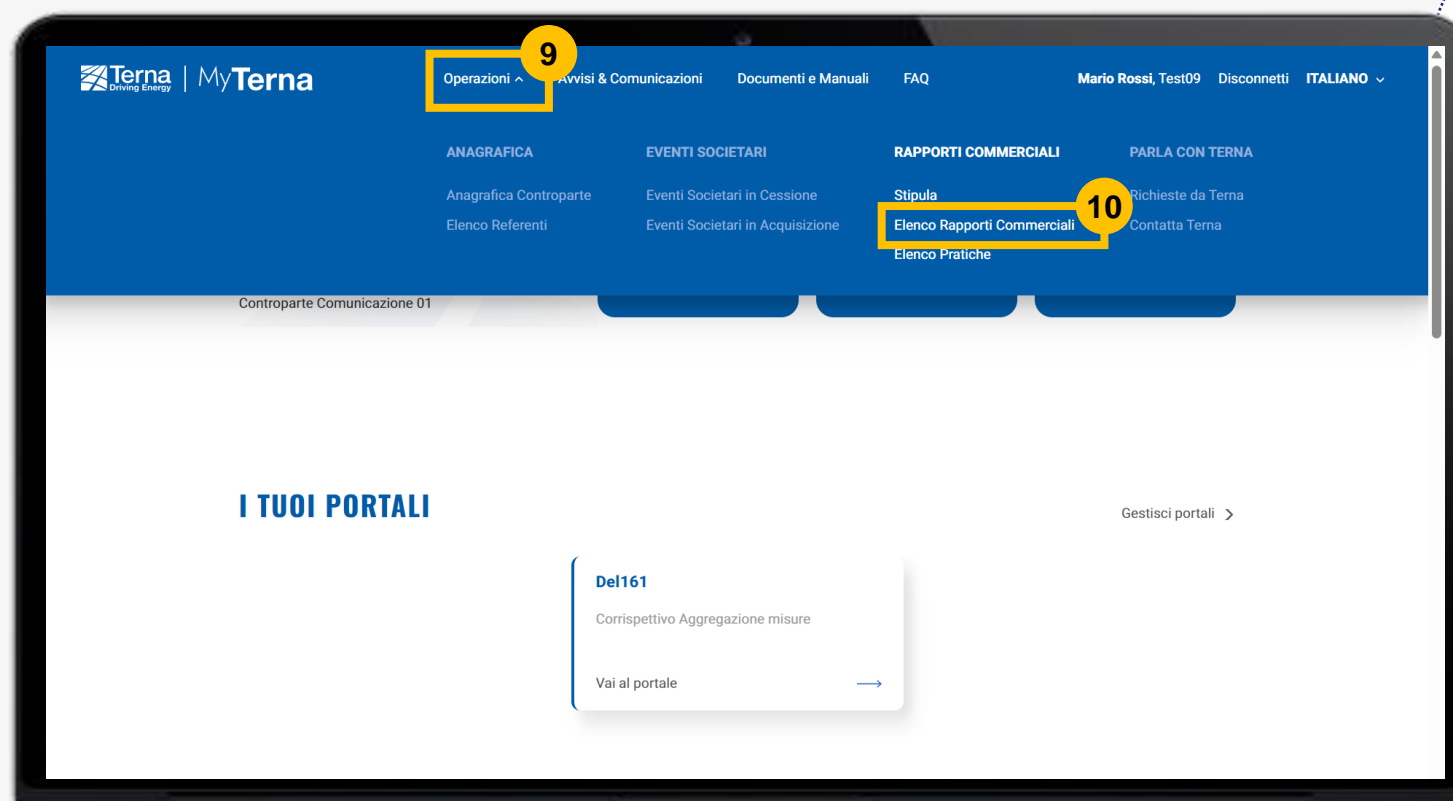 9
Terna
Driving Energy
MyTerna
Operazioni
Avvisi & Comunicazioni
Documenti e Manuali
FAQ
Mario Rossi, Test09
Disconnetti
ITALIANO
ANAGRAFICA
Anagrafica Controparte
Elenco Referenti
EVENTI SOCIETARI
Eventi Societari in Cessione
Eventi Societari in Acquisizione
RAPPORTI COMMERCIALI
Stipula
10
Elenco Rapporti Commerciali
Elenco Pratiche
PARLA CON TERNA
Richieste da Terna
Contatta Terna
Controparte Comunicazione 01
I TUOI PORTALI
Gestisci portali
Del161
Corrispettivo Aggregazione misure
Vai al portale